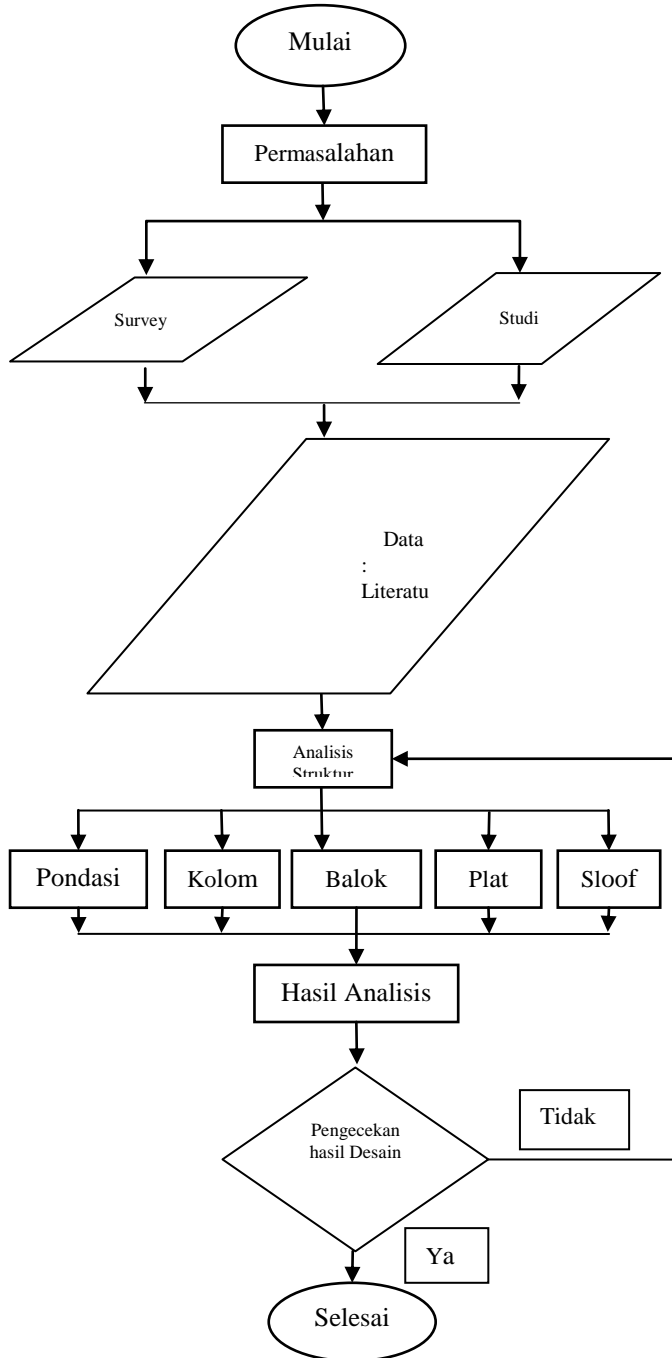 Mulai
Permasalahan
Survey
Studi
Data
:
Literatu
Analisis
Struktur
Pondasi
Kolom
Balok
Plat
Sloof
Hasil Analisis
Pengecekan
hasil Desain
Tidak
Ya
Selesai